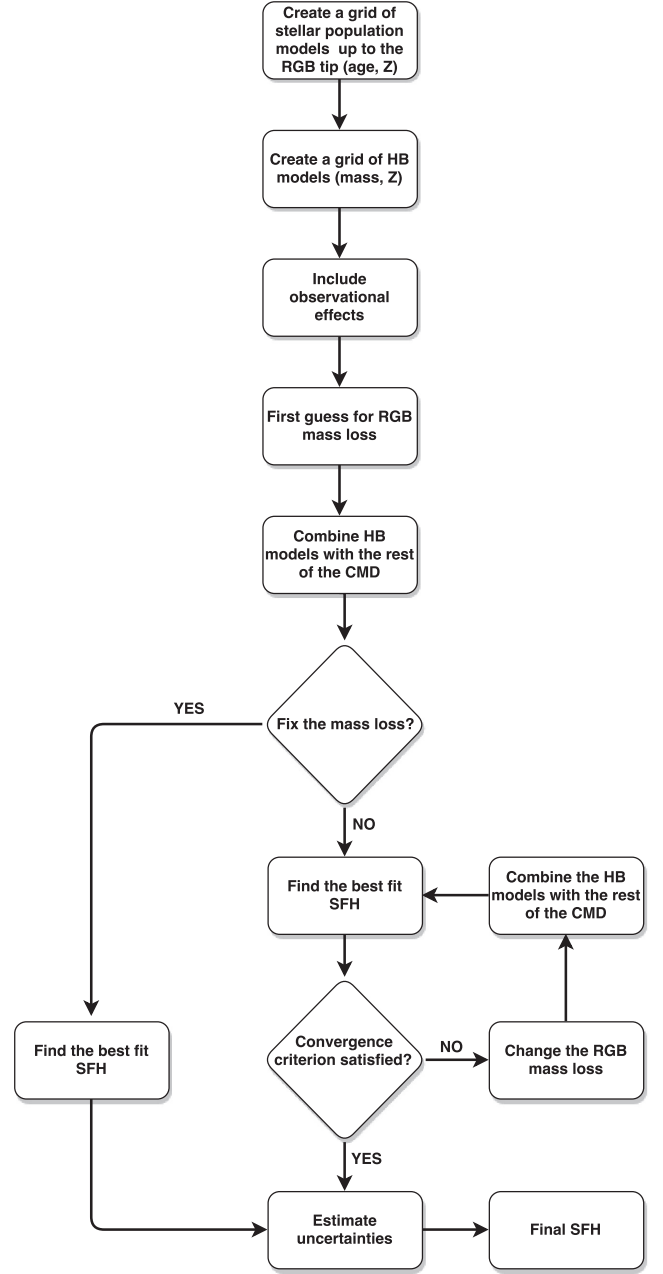 Create a grid of
stellar population
models up to the
RGB tip (age, Z)
Create a grid of HB
models (mass, Z)
Include
observational
effects
First guess for RGB
mass loss
Combine HB
models with the rest
of the CMD
Fix the mass loss?
YES
NO
Find the best fit
SFH
Combine the HB
models with the rest
of the CMD
Find the best fit
SFH
Convergence
criterion satisfied?
NO
Change the RGB
mass loss
YES
Estimate
uncertainties
Final SFH